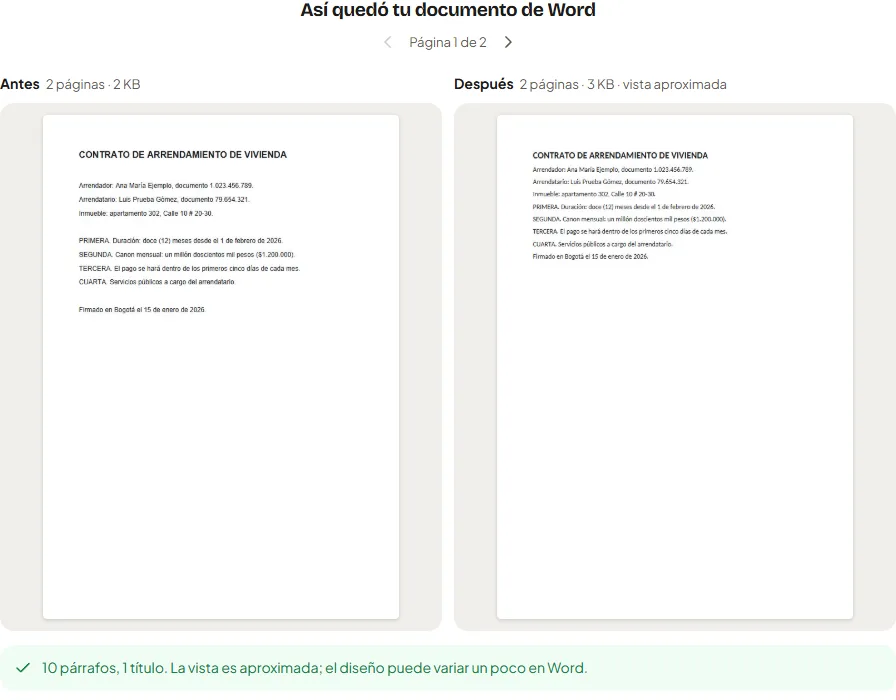 Así quedó tu documento de Word
Página 1 de 2
Antes 2 páginas · 2 KB
CONTRATO DE ARRENDAMIENTO DE VIVIENDA
Arrendador: Ana María Ejemplo, documento 1.023.456.789.
Arrendatario: Luis Prueba Gómez, documento 79.654.321.
Inmueble: apartamento 302, Calle 10 # 20-30.
PRIMERA. Duración: doce (12) meses desde el 1 de febrero de 2026.
SEGUNDA. Canon mensual: un millón doscientos mil pesos ($1.200.000).
TERCERA. El pago se hará dentro de los primeros cinco días de cada mes.
CUARTA. Servicios públicos a cargo del arrendatario.
Firmado en Bogotá el 15 de enero de 2026.
Después 2 páginas · 3 KB · vista aproximada
CONTRATO DE ARRENDAMIENTO DE VIVIENDA
Arrendador: Ana María Ejemplo, documento 1.023.456.789.
Arrendatario: Luis Prueba Gómez, documento 79.654.321.
Inmueble: apartamento 302, Calle 10 # 20-30.
PRIMERA. Duración: doce (12) meses desde el 1 de febrero de 2026.
SEGUNDA. Canon mensual: un millón doscientos mil pesos ($1.200.000).
TERCERA. El pago se hará dentro de los primeros cinco días de cada mes.
CUARTA. Servicios públicos a cargo del arrendatario.
Firmado en Bogotá el 15 de enero de 2026.
10 párrafos, 1 título. La vista es aproximada; el diseño puede variar un poco en Word.